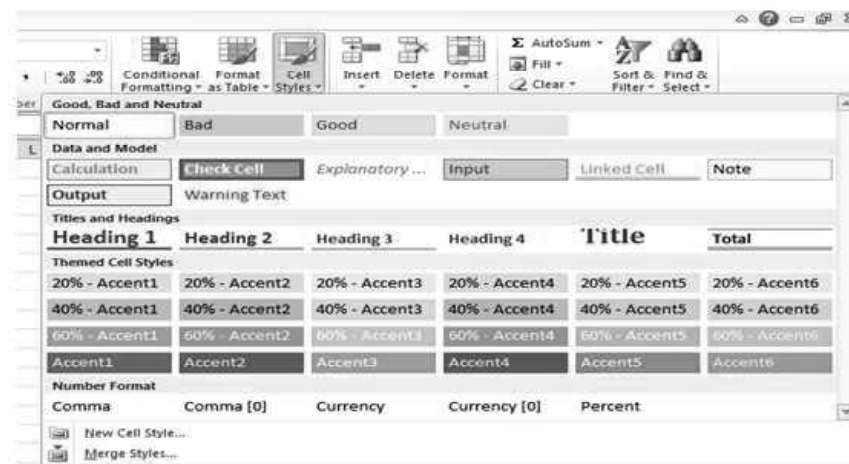 Σ AutoSum
Fill
Clear
Conditional Formatting
Format as Table
Cell Styles
Insert
Delete
Format
Sort & Filter
Find & Select
ber
L
Good, Bad and Neutral
Normal Bad Good Neutral
Data and Model
Calculation Check Cell Explanatory ... Input Linked Cell Note
Output Warning Text
Titles and Headings
Heading 1 Heading 2 Heading 3 Heading 4 Title Total
Themed Cell Styles
20% - Accent1 20% - Accent2 20% - Accent3 20% - Accent4 20% - Accent5 20% - Accent6
40% - Accent1 40% - Accent2 40% - Accent3 40% - Accent4 40% - Accent5 40% - Accent6
60% - Accent1 60% - Accent2 60% - Accent3 60% - Accent4 60% - Accent5 60% - Accent6
Accent1 Accent2 Accent3 Accent4 Accent5 Accent6
Number Format
Comma Comma [0] Currency Currency [0] Percent
New Cell Style...
Merge Styles...